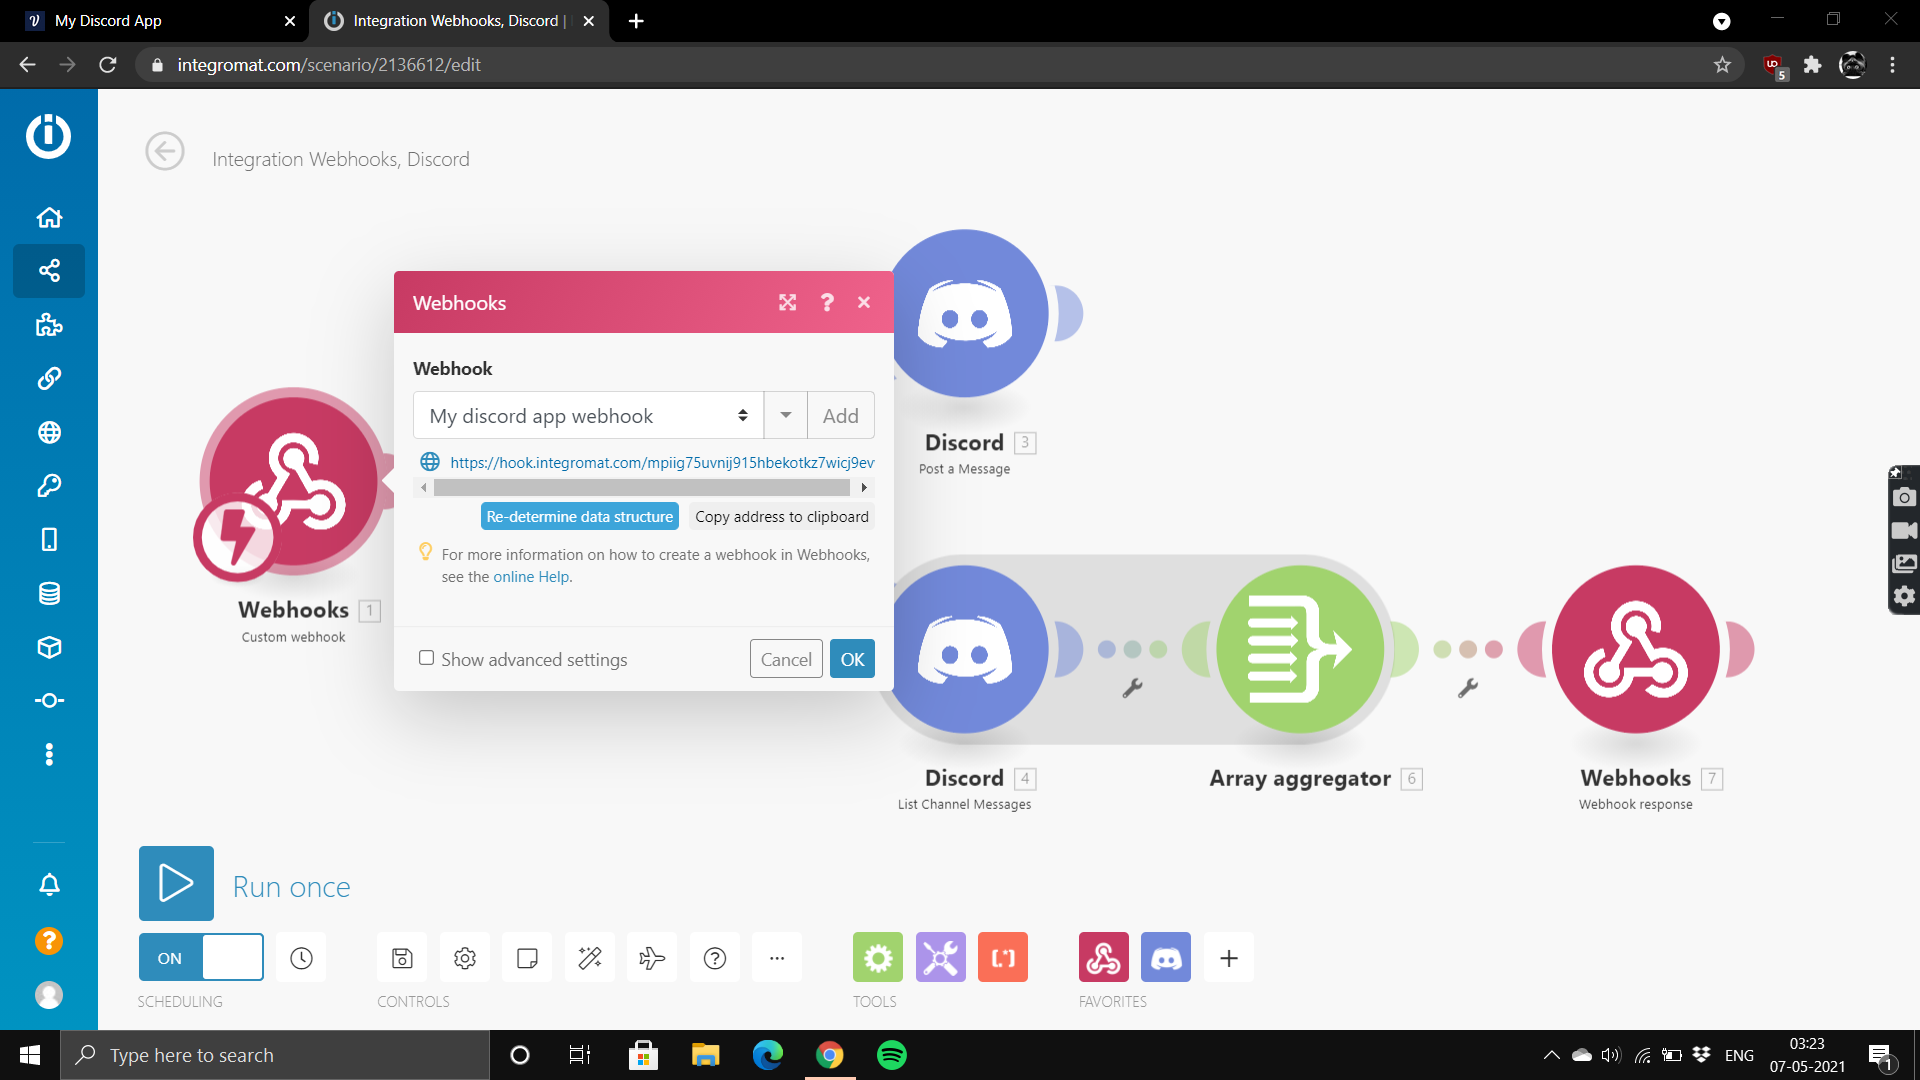 My Discord App
Integration Webhooks, Discord |
integromat.com/scenario/2136612/edit
5
Integration Webhooks, Discord
Webhooks
?
Webhook
My discord app webhook
Add
https://hook.integromat.com/mpiig75uvnij915hbekotkz7wicj9ev
Re-determine data structure
Copy address to clipboard
For more information on how to create a webhook in Webhooks,
see the online Help.
Show advanced settings
Cancel
OK
Webhooks 1
Custom webhook
Discord 3
Post a Message
Discord 4
List Channel Messages
Array aggregator 6
Webhooks 7
Webhook response
Run once
ON
SCHEDULING
CONTROLS
TOOLS
FAVORITES
Type here to search
ENG
03:23
07-05-2021
1